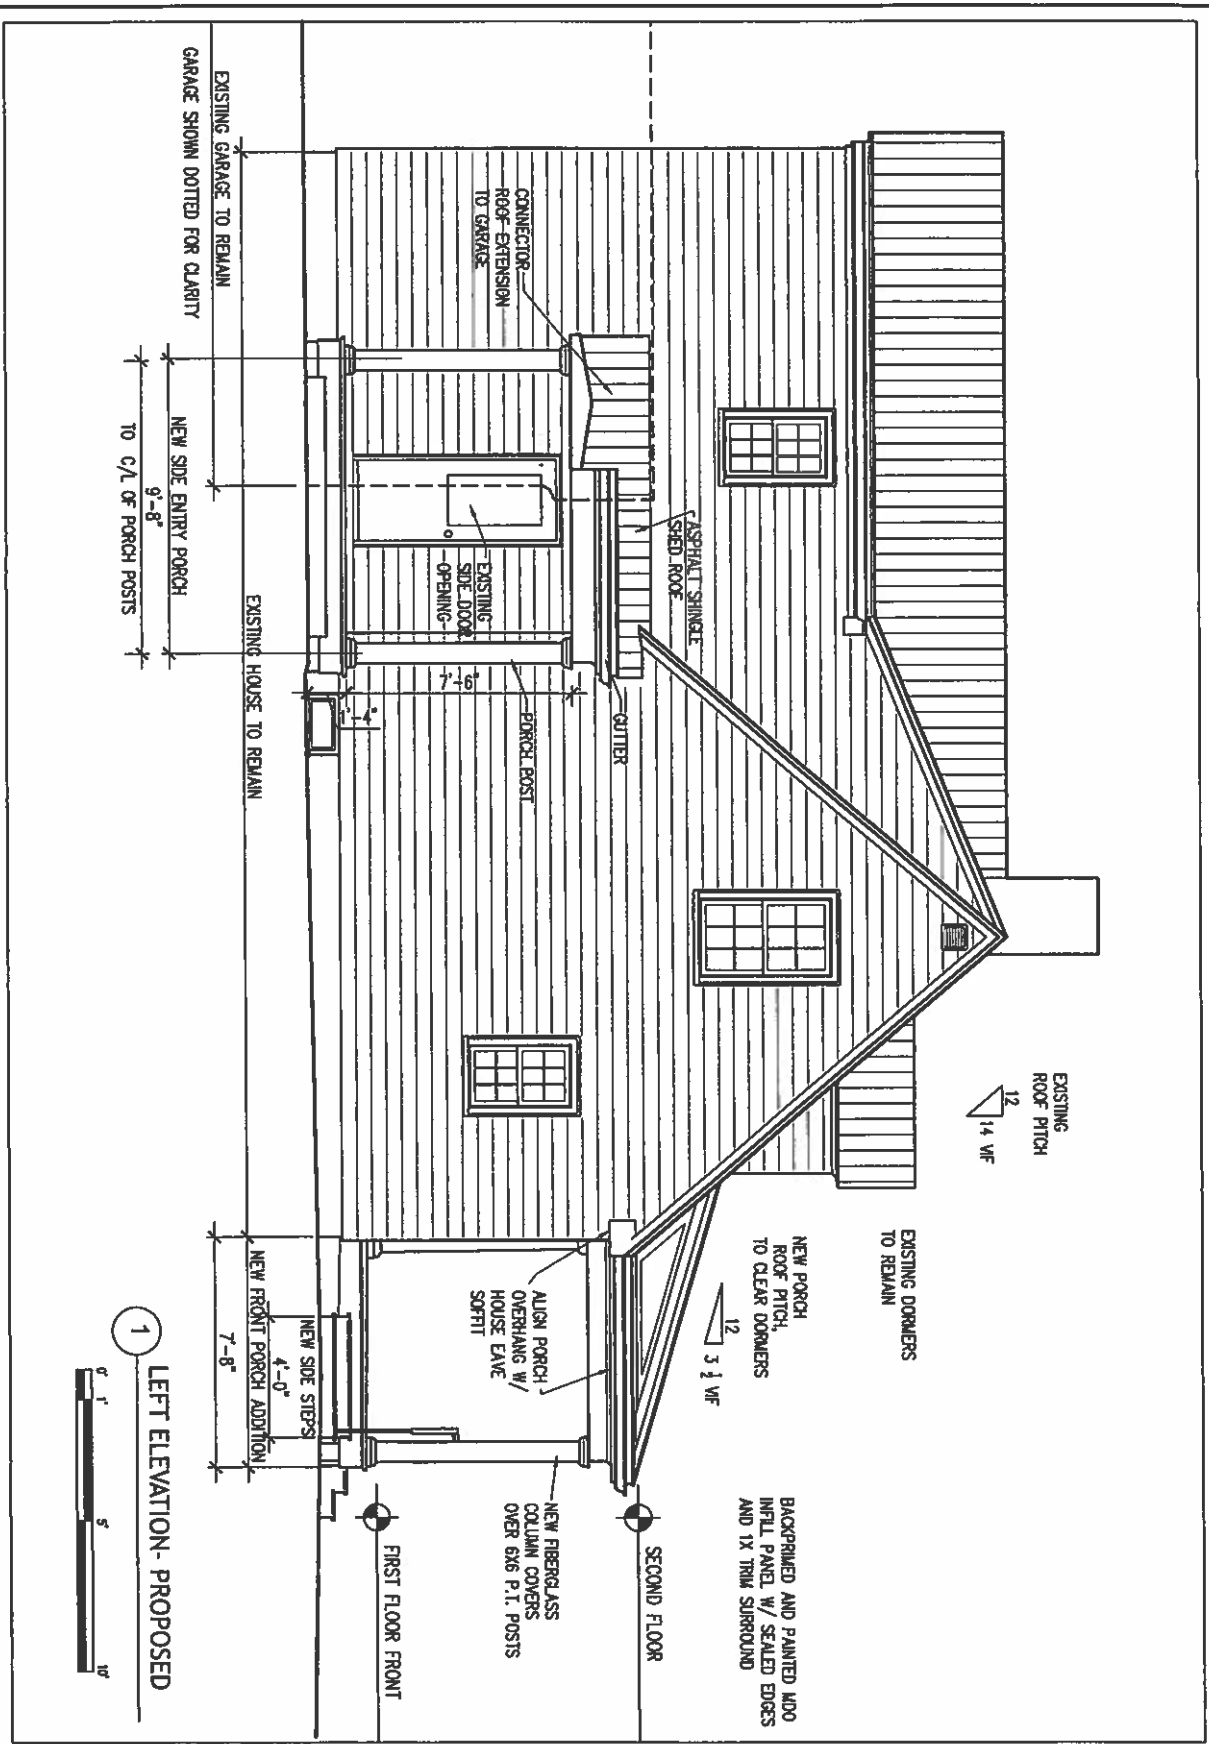 EXISTING
ROOF PITCH
12
14 VIF
EXISTING DORMERS
TO REMAIN
NEW PORCH
ROOF PITCH,
TO CLEAR DORMERS
12
3 1/2 VIF
BACKPRIMED AND PAINTED MDO
INFILL PANEL W/ SEALED EDGES
AND 1X TRIM SURROUND
SECOND FLOOR
ASPHALT SHINGLE
SHED ROOF
GUTTER
CONNECTOR
ROOF EXTENSION
TO GARAGE
PORCH POST
EXISTING
SIDE DOOR
OPENING
7'-6"
1'-4"
ALIGN PORCH
OVERHANG W/
HOUSE EAVE
SOFFIT
NEW FIBERGLASS
COLUMN COVERS
OVER 6X6 P.T. POSTS
FIRST FLOOR FRONT
NEW SIDE STEPS
4'-0"
NEW FRONT PORCH ADDITION
7'-8"
EXISTING HOUSE TO REMAIN
EXISTING GARAGE TO REMAIN
GARAGE SHOWN DOTTED FOR CLARITY
NEW SIDE ENTRY PORCH
9'-8"
TO C/L OF PORCH POSTS
1
LEFT ELEVATION- PROPOSED
0' 1' 5' 10'